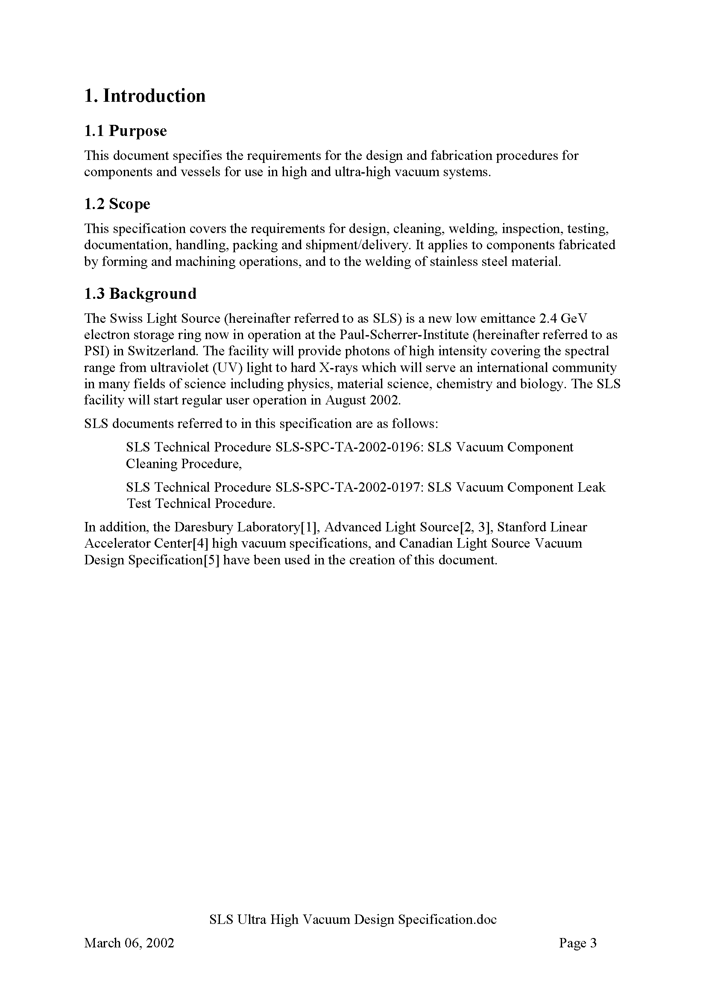 1. Introduction
1.1 Purpose
This document specifies the requirements for the design and fabrication procedures for
components and vessels for use in high and ultra-high vacuum systems.
1.2 Scope
This specification covers the requirements for design, cleaning, welding, inspection, testing,
documentation, handling, packing and shipment/delivery. It applies to components fabricated
by forming and machining operations, and to the welding of stainless steel material.
1.3 Background
The Swiss Light Source (hereinafter referred to as SLS) is a new low emittance 2.4 GeV
electron storage ring now in operation at the Paul-Scherrer-Institute (hereinafter referred to as
PSI) in Switzerland. The facility will provide photons of high intensity covering the spectral
range from ultraviolet (UV) light to hard X-rays which will serve an international community
in many fields of science including physics, material science, chemistry and biology. The SLS
facility will start regular user operation in August 2002.
SLS documents referred to in this specification are as follows:
SLS Technical Procedure SLS-SPC-TA-2002-0196: SLS Vacuum Component
Cleaning Procedure,
SLS Technical Procedure SLS-SPC-TA-2002-0197: SLS Vacuum Component Leak
Test Technical Procedure.
In addition, the Daresbury Laboratory[1], Advanced Light Source[2, 3], Stanford Linear
Accelerator Center[4] high vacuum specifications, and Canadian Light Source Vacuum
Design Specification[5] have been used in the creation of this document.
SLS Ultra High Vacuum Design Specification.doc
March 06, 2002 Page 3